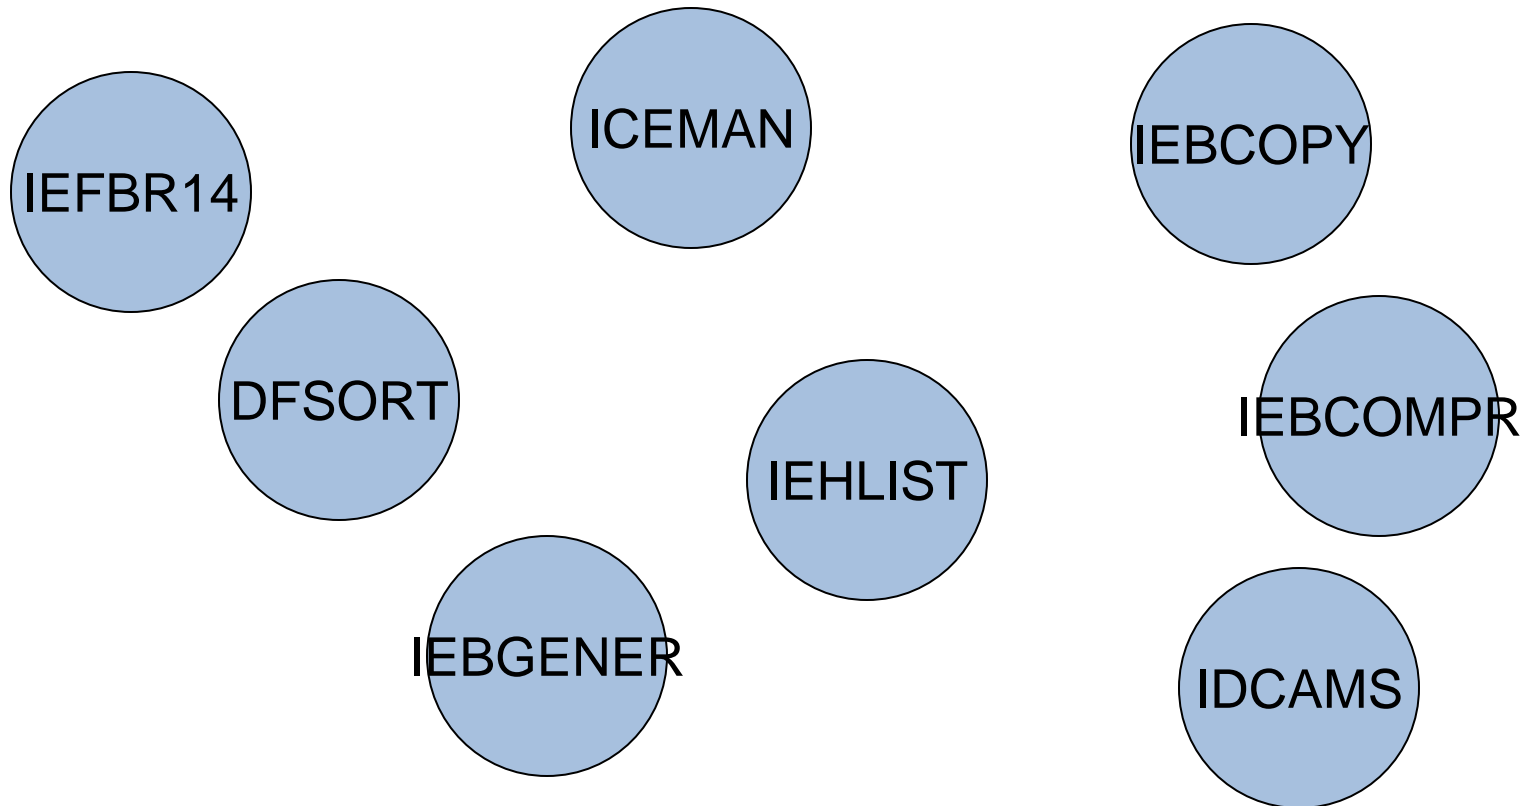 ICEMAN
IEBCOPY
IEFBR14
DFSORT
IEBCOMPR
IEHLIST
IEBGENER
IDCAMS